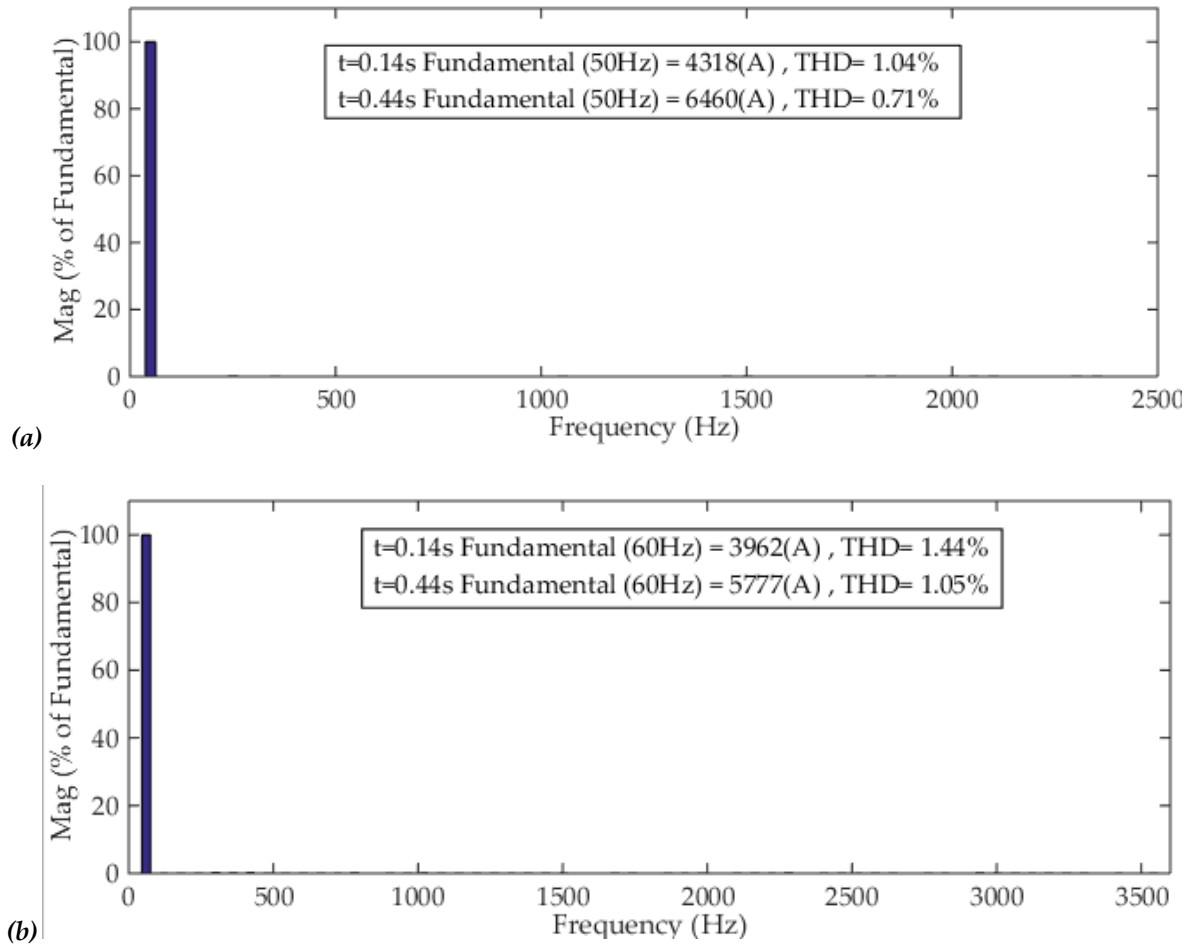 t=0.14s Fundamental (50Hz) = 4318(A) , THD= 1.04%
t=0.44s Fundamental (50Hz) = 6460(A) , THD= 0.71%
Mag (% of Fundamental)
100
80
60
40
20
0
0 500 1000 1500 2000 2500
Frequency (Hz)
(a)
t=0.14s Fundamental (60Hz) = 3962(A) , THD= 1.44%
t=0.44s Fundamental (60Hz) = 5777(A) , THD= 1.05%
Mag (% of Fundamental)
100
80
60
40
20
0
0 500 1000 1500 2000 2500 3000 3500
Frequency (Hz)
(b)